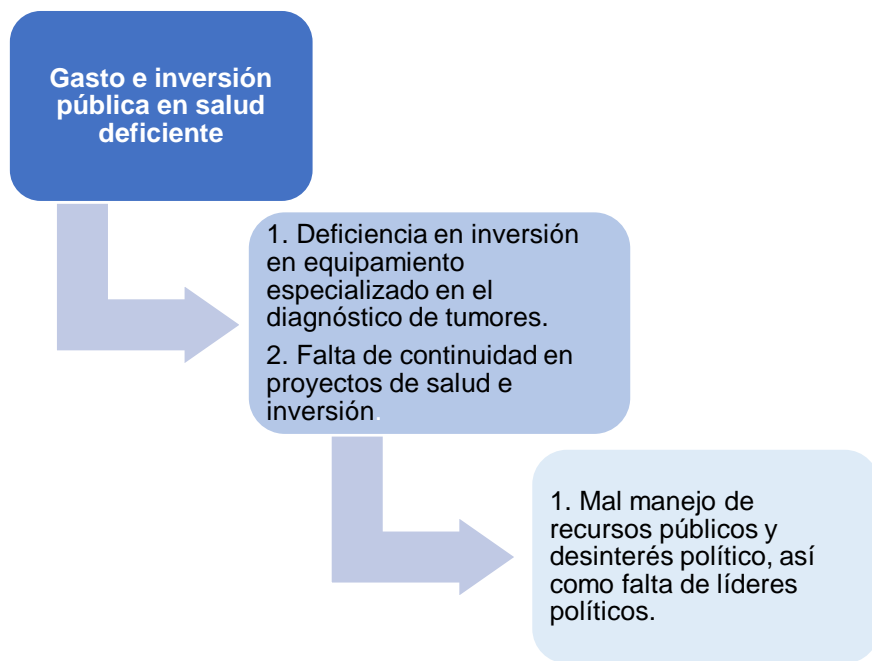 Gasto e inversión
pública en salud
deficiente
1. Deficiencia en inversión
en equipamiento
especializado en el
diagnóstico de tumores.
2. Falta de continuidad en
proyectos de salud e
inversión.
1. Mal manejo de
recursos públicos y
desinterés político, así
como falta de líderes
políticos.